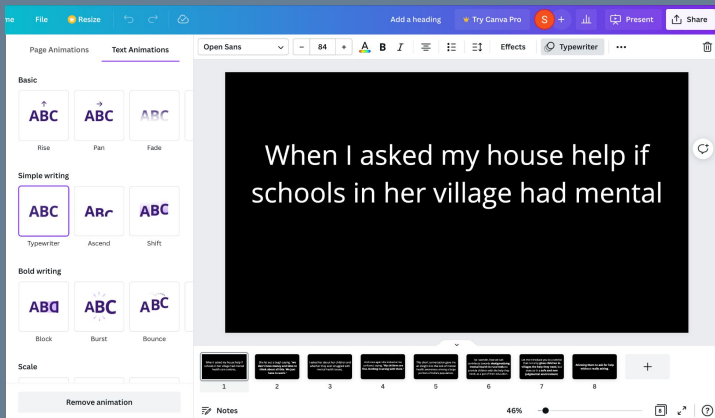 me File Resize Add a heading Try Canva Pro S + Present Share
Page Animations Text Animations
Open Sans - 84 + A B I Effects Typewriter
Basic
ABC ABC ABC
Rise Pan Fade
Simple writing
ABC ABC ABC
Typewriter Ascend Shift
Bold writing
ABC ABC ABC
Block Burst Bounce
Scale
Remove animation
When I asked my house help if
schools in her village had mental
1 2 3 4 5 6 7 8
Notes 46% 8 ?